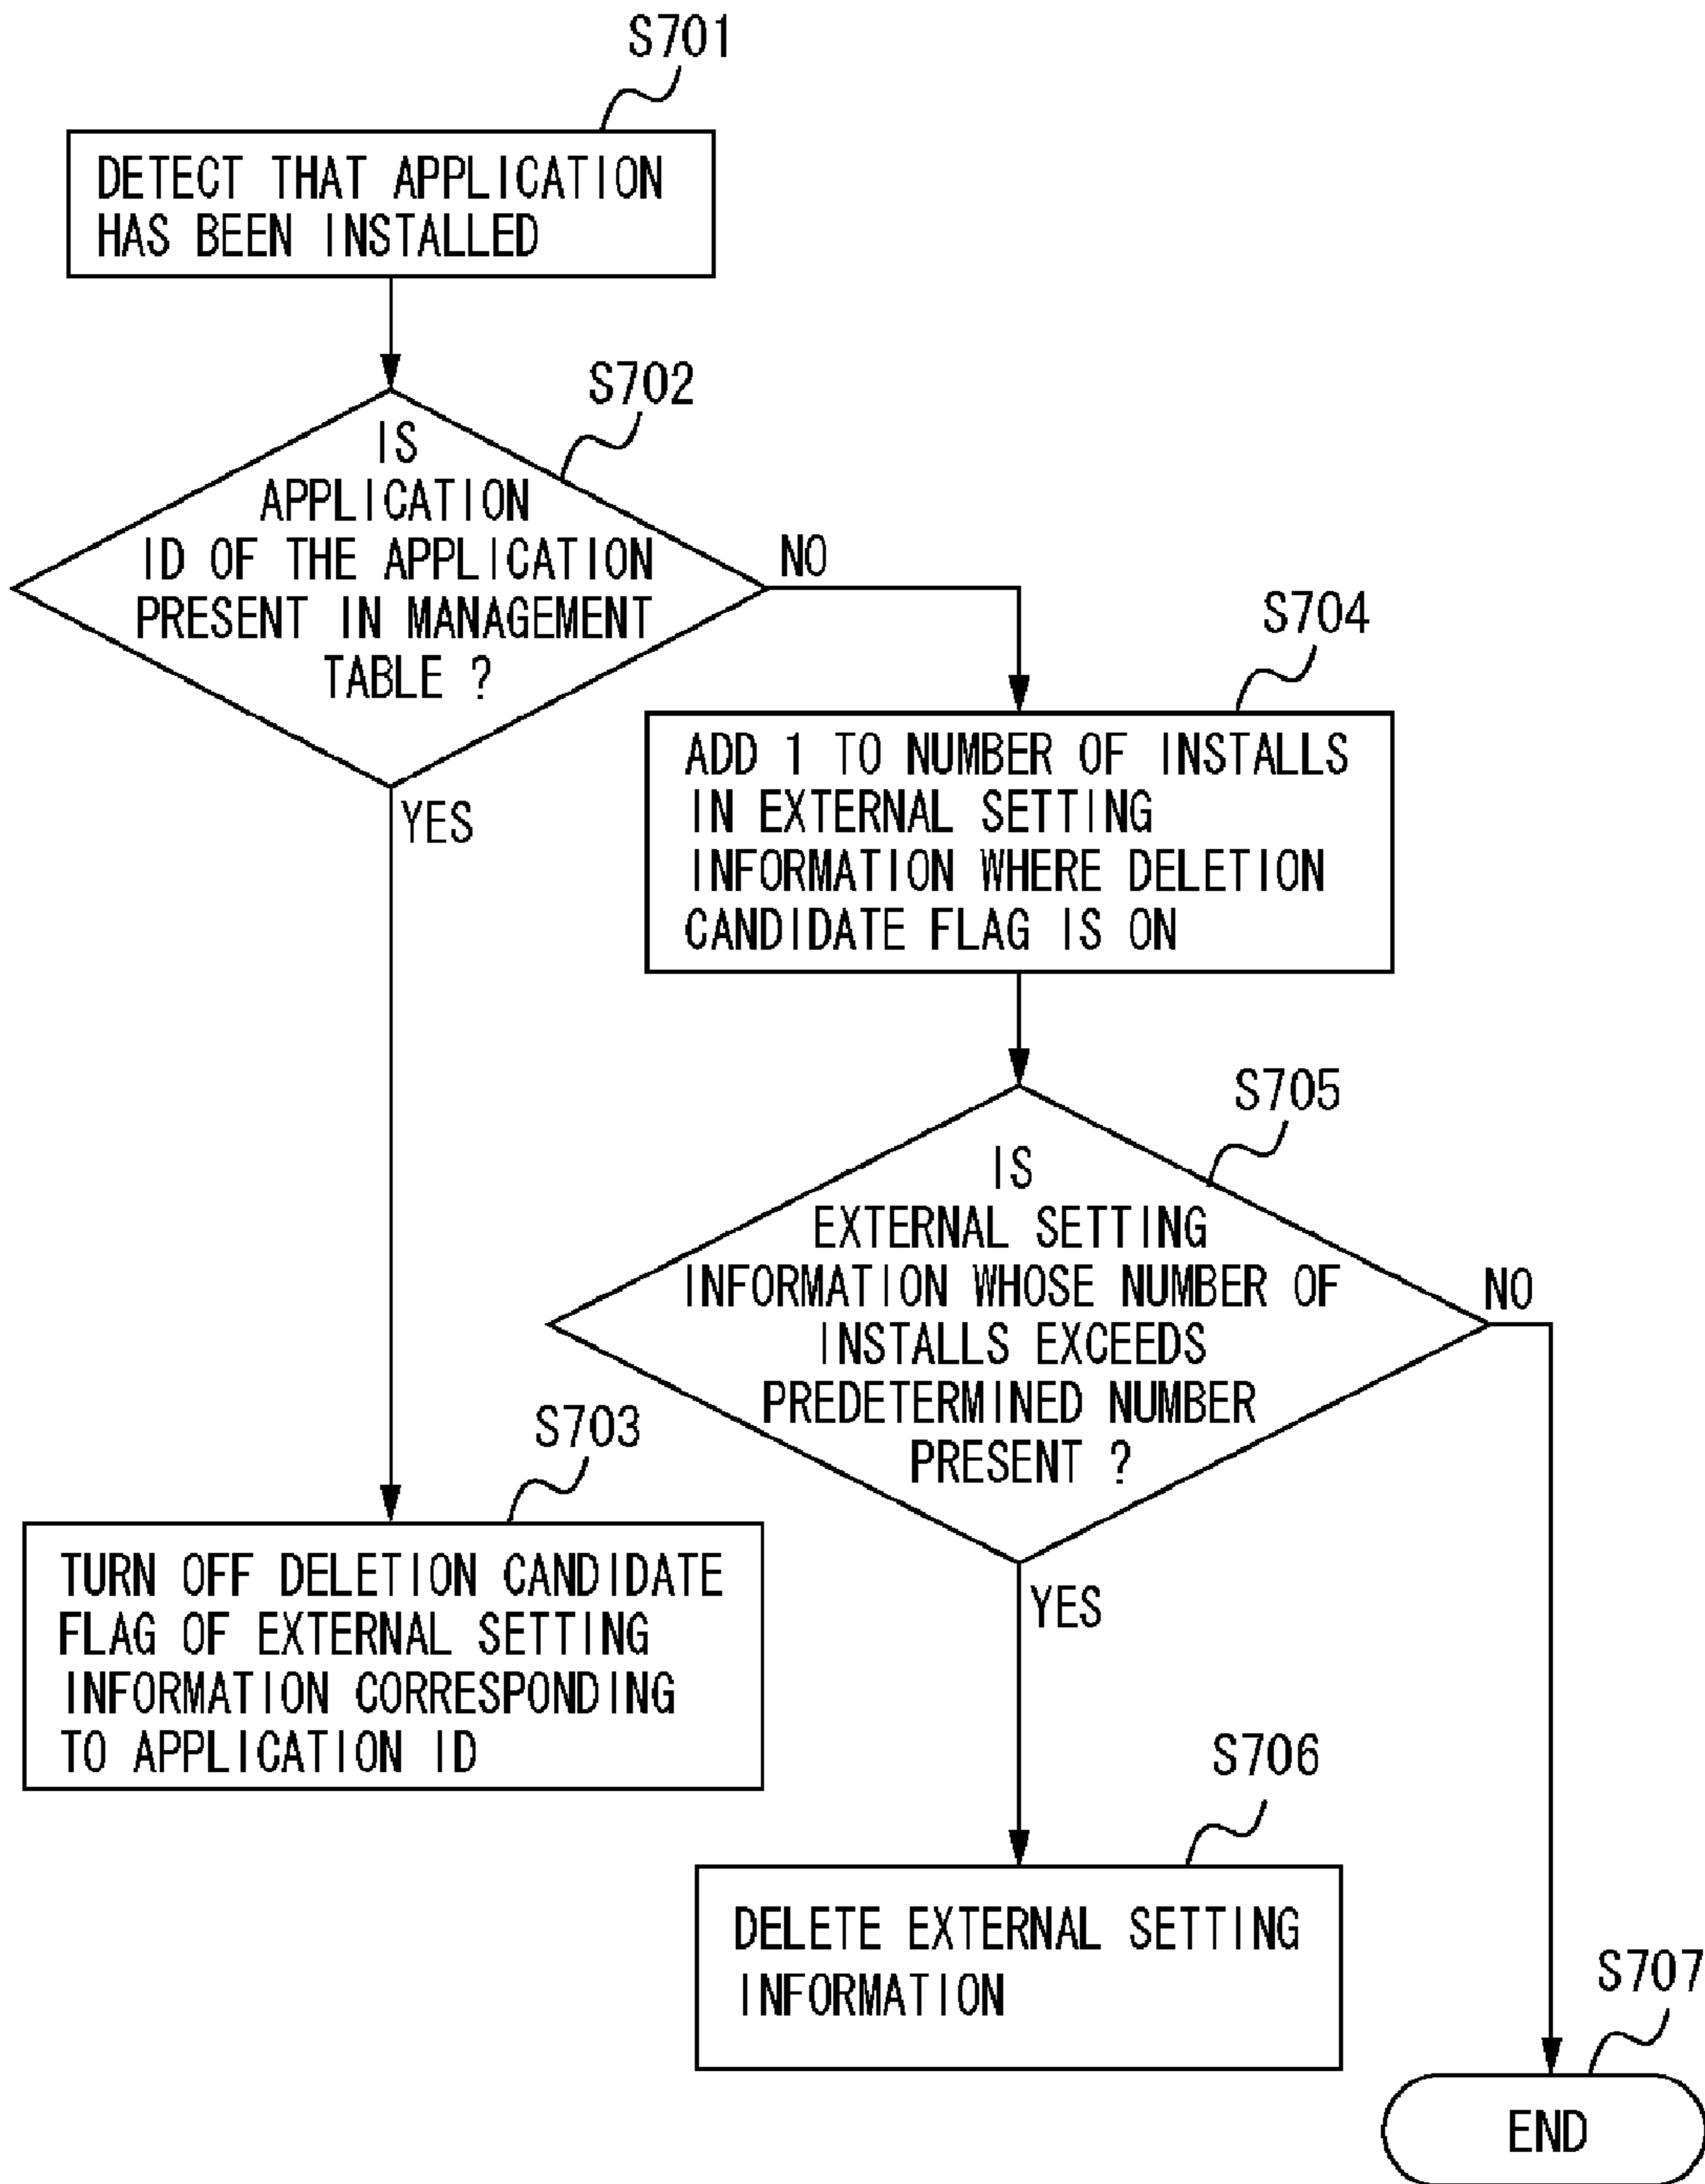 S701
DETECT THAT APPLICATION
HAS BEEN INSTALLED
S702
IS
APPLICATION
ID OF THE APPLICATION
PRESENT IN MANAGEMENT
TABLE ?
NO
YES
S704
ADD 1 TO NUMBER OF INSTALLS
IN EXTERNAL SETTING
INFORMATION WHERE DELETION
CANDIDATE FLAG IS ON
S705
IS
EXTERNAL SETTING
INFORMATION WHOSE NUMBER OF
INSTALLS EXCEEDS
PREDETERMINED NUMBER
PRESENT ?
NO
YES
S703
TURN OFF DELETION CANDIDATE
FLAG OF EXTERNAL SETTING
INFORMATION CORRESPONDING
TO APPLICATION ID
S706
DELETE EXTERNAL SETTING
INFORMATION
S707
END